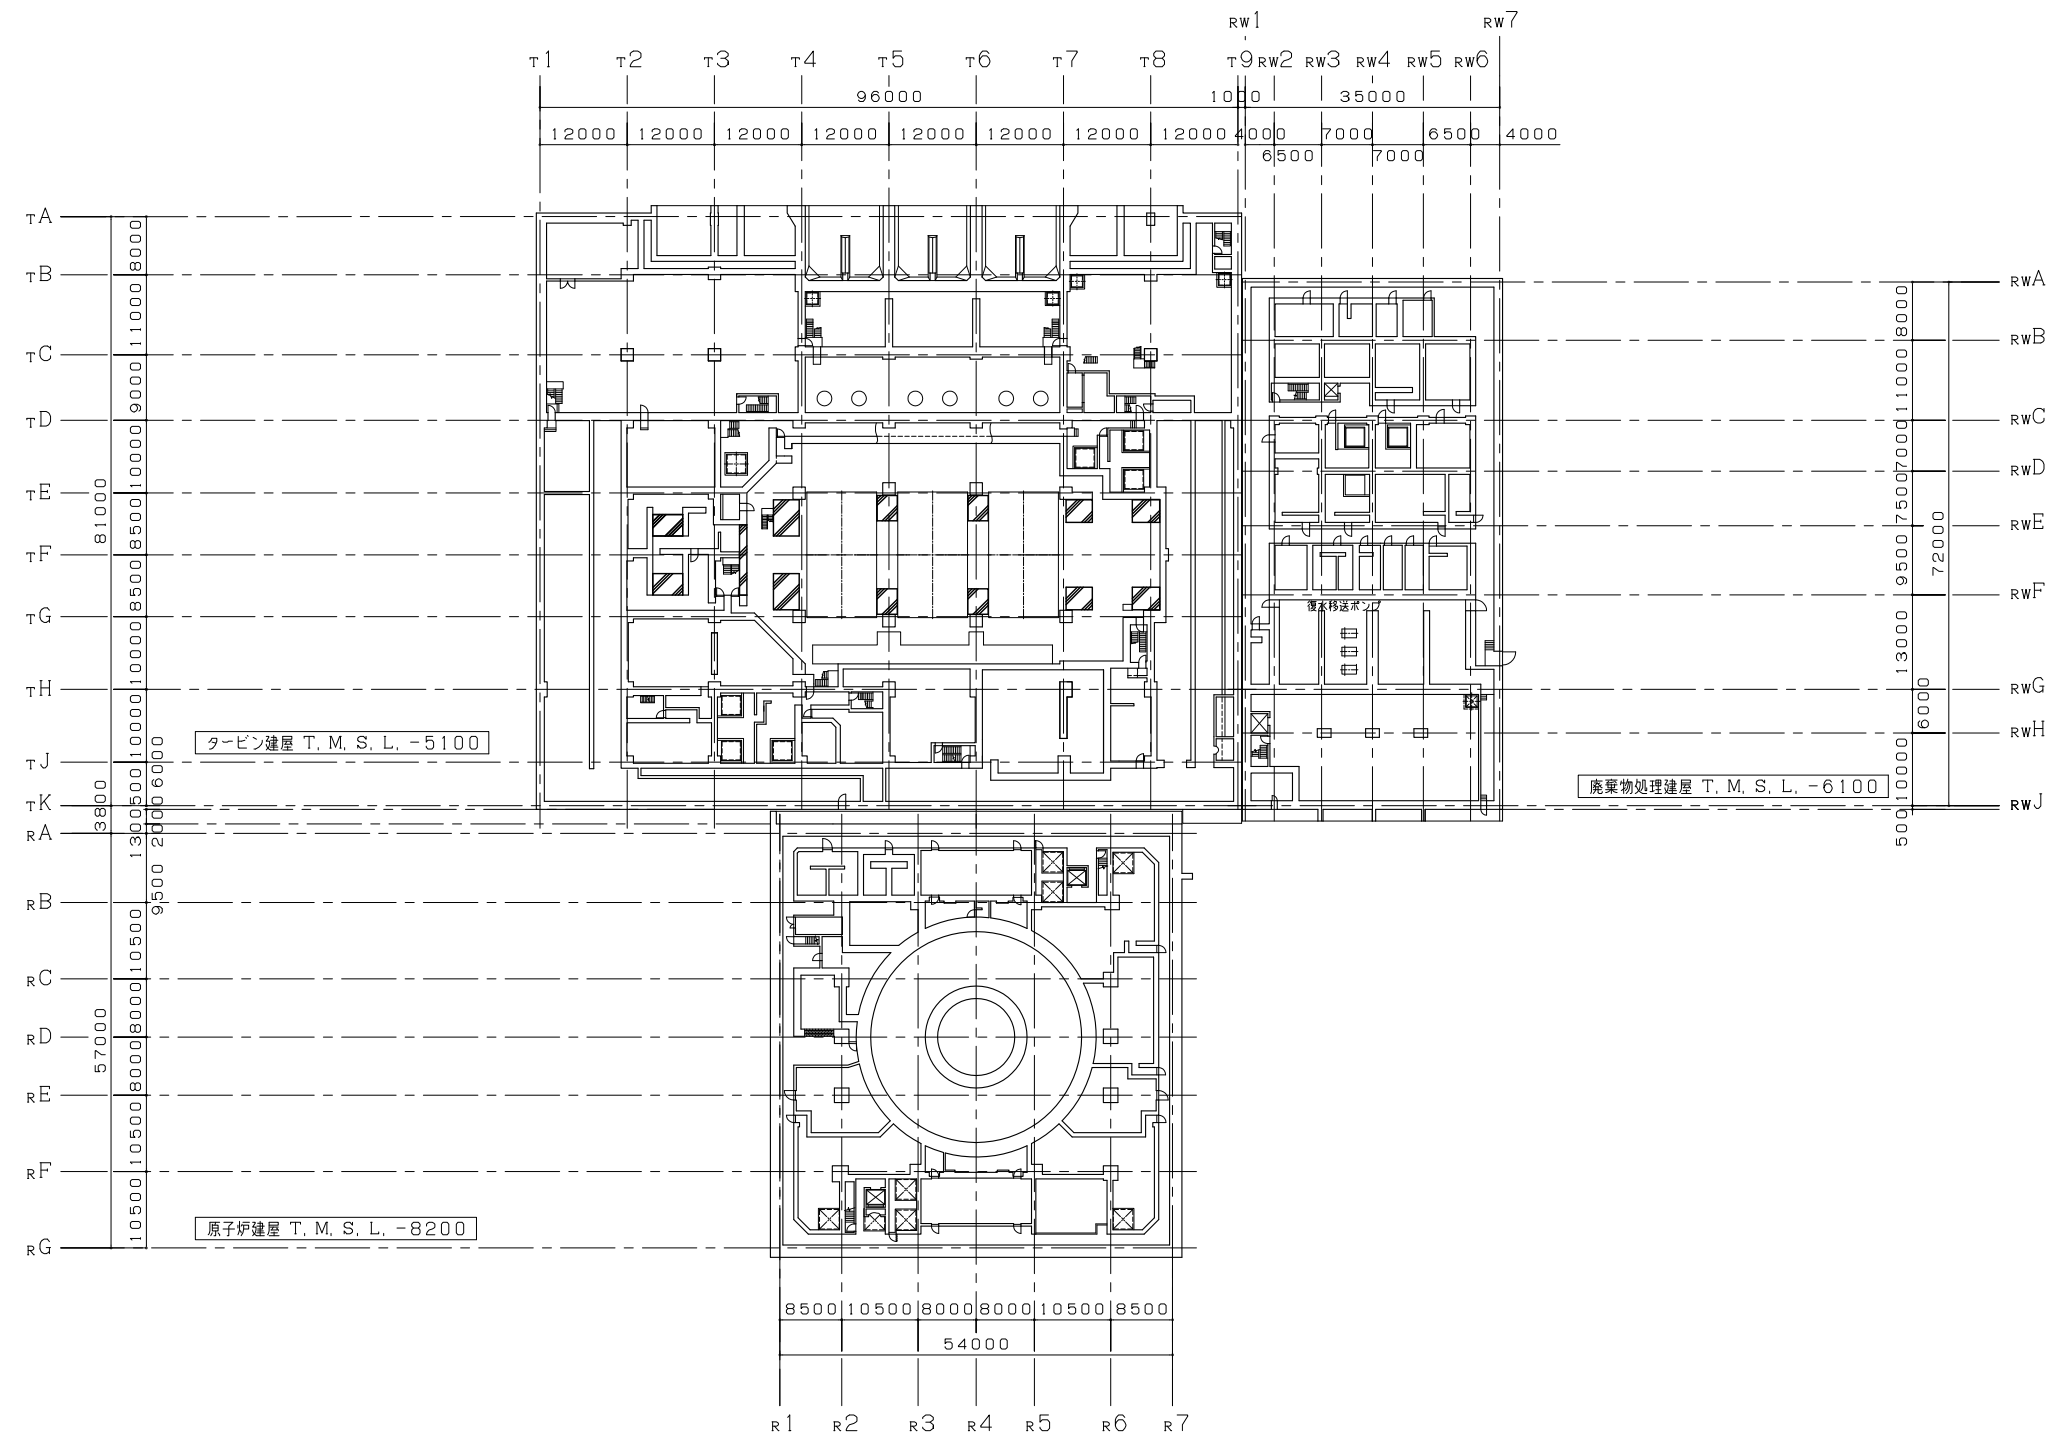 RW1 RW7
T1 T2 T3 T4 T5 T6 T7 T8 T9 RW2 RW3 RW4 RW5 RW6
96000 1000 35000
12000 12000 12000 12000 12000 12000 12000 12000 4000 7000 6500 4000
6500 7000
TA
8000
TB
11000
TC
9000
TD
10000
TE
8500
TF
8500
TG
10000
TH
10000
TJ
6000
TK
500
81000
3800
1300
2000
RA
9500
RB
10500
RC
8000
RD
8000
RE
10500
RF
10500
RG
57000
RWA
8000
RWB
11000
RWC
7000
RWD
7500
RWE
9500
RWF
13000
RWG
6000
RWH
10000
RWJ
500
72000
復水移送ポンプ
タービン建屋 T.M.S.L.-5100
廃棄物処理建屋 T.M.S.L.-6100
原子炉建屋 T.M.S.L.-8200
8500 10500 8000 8000 10500 8500
54000
R1 R2 R3 R4 R5 R6 R7